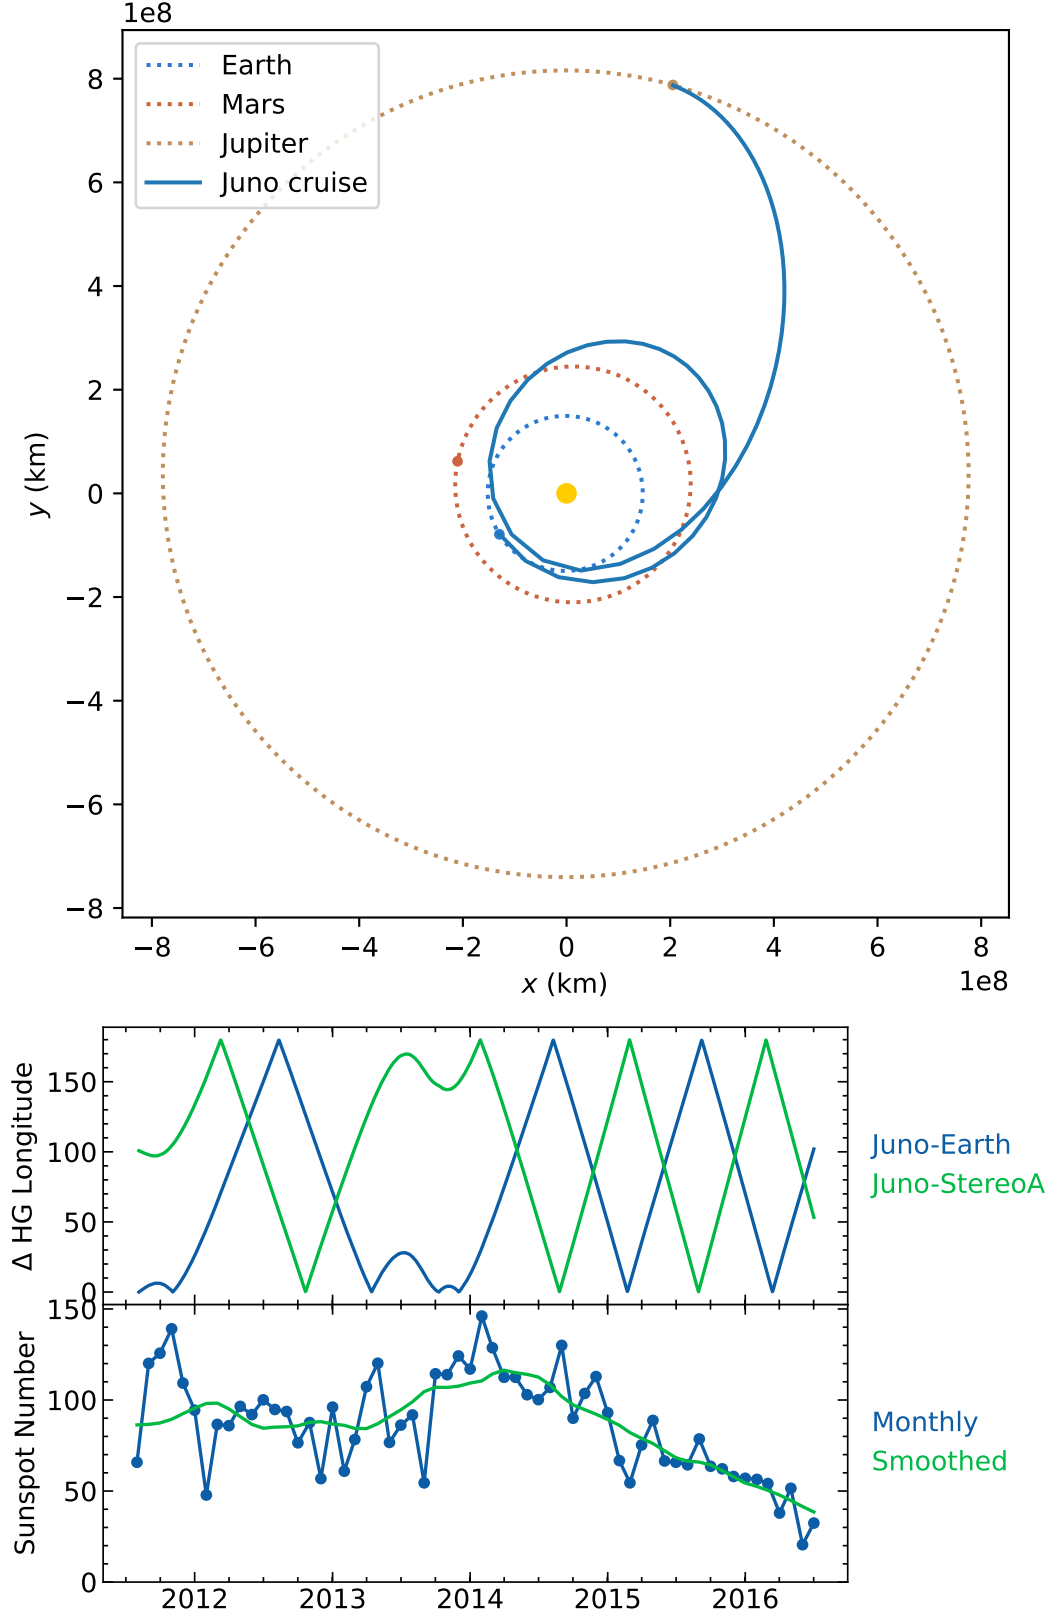 1e8
Earth
Mars
Jupiter
Juno cruise
8
6
4
2
0
−2
−4
−6
−8
y (km)
−8 −6 −4 −2 0 2 4 6 8
x (km)
1e8
150
100
50
0
Δ HG Longitude
Juno-Earth
Juno-StereoA
150
100
50
0
Sunspot Number
Monthly
Smoothed
2012 2013 2014 2015 2016